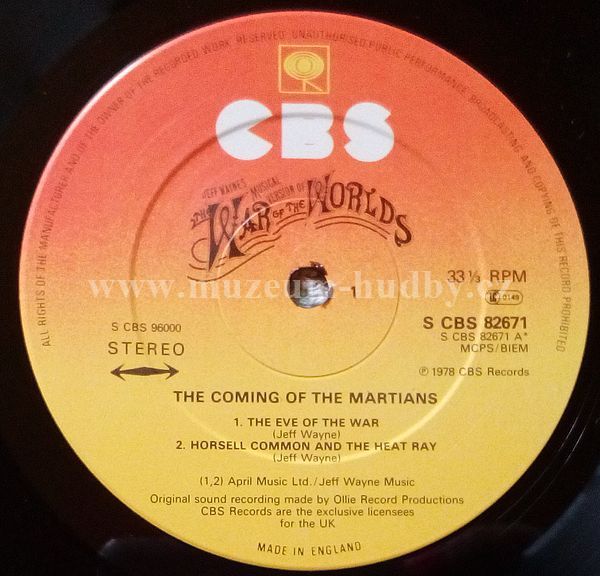 ALL RIGHTS OF THE MANUFACTURER AND OF THE OWNER OF THE RECORDED WORK RESERVED. UNAUTHORISED PUBLIC PERFORMANCE, BROADCASTING AND COPYING OF THIS RECORD PROHIBITED
CBS
JEFF WAYNE'S MUSICAL VERSION OF
THE WAR OF THE WORLDS
www.muzeum-hudby.cz
1
33⅓ RPM
S CBS 96000
STEREO
S CBS 82671
S CBS 82671 A*
MCPS/BIEM
℗ 1978 CBS Records
THE COMING OF THE MARTIANS
1. THE EVE OF THE WAR
(Jeff Wayne)
2. HORSELL COMMON AND THE HEAT RAY
(Jeff Wayne)
(1,2) April Music Ltd./Jeff Wayne Music
Original sound recording made by Ollie Record Productions
CBS Records are the exclusive licensees
for the UK
MADE IN ENGLAND